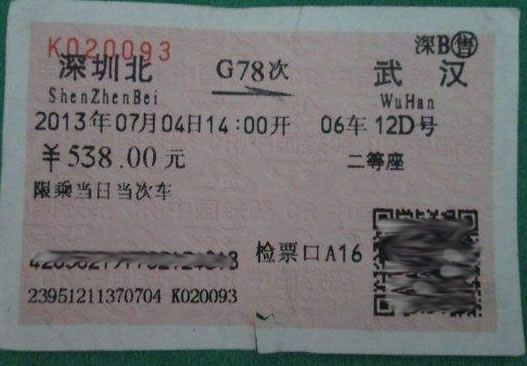 K020093
深B售
深圳北 G78次 武汉
ShenZhenBei WuHan
2013年07月04日14:00开 06车12D号
¥538.00元 二等座
限乘当日当次车
检票口A16
23951211370704 K020093